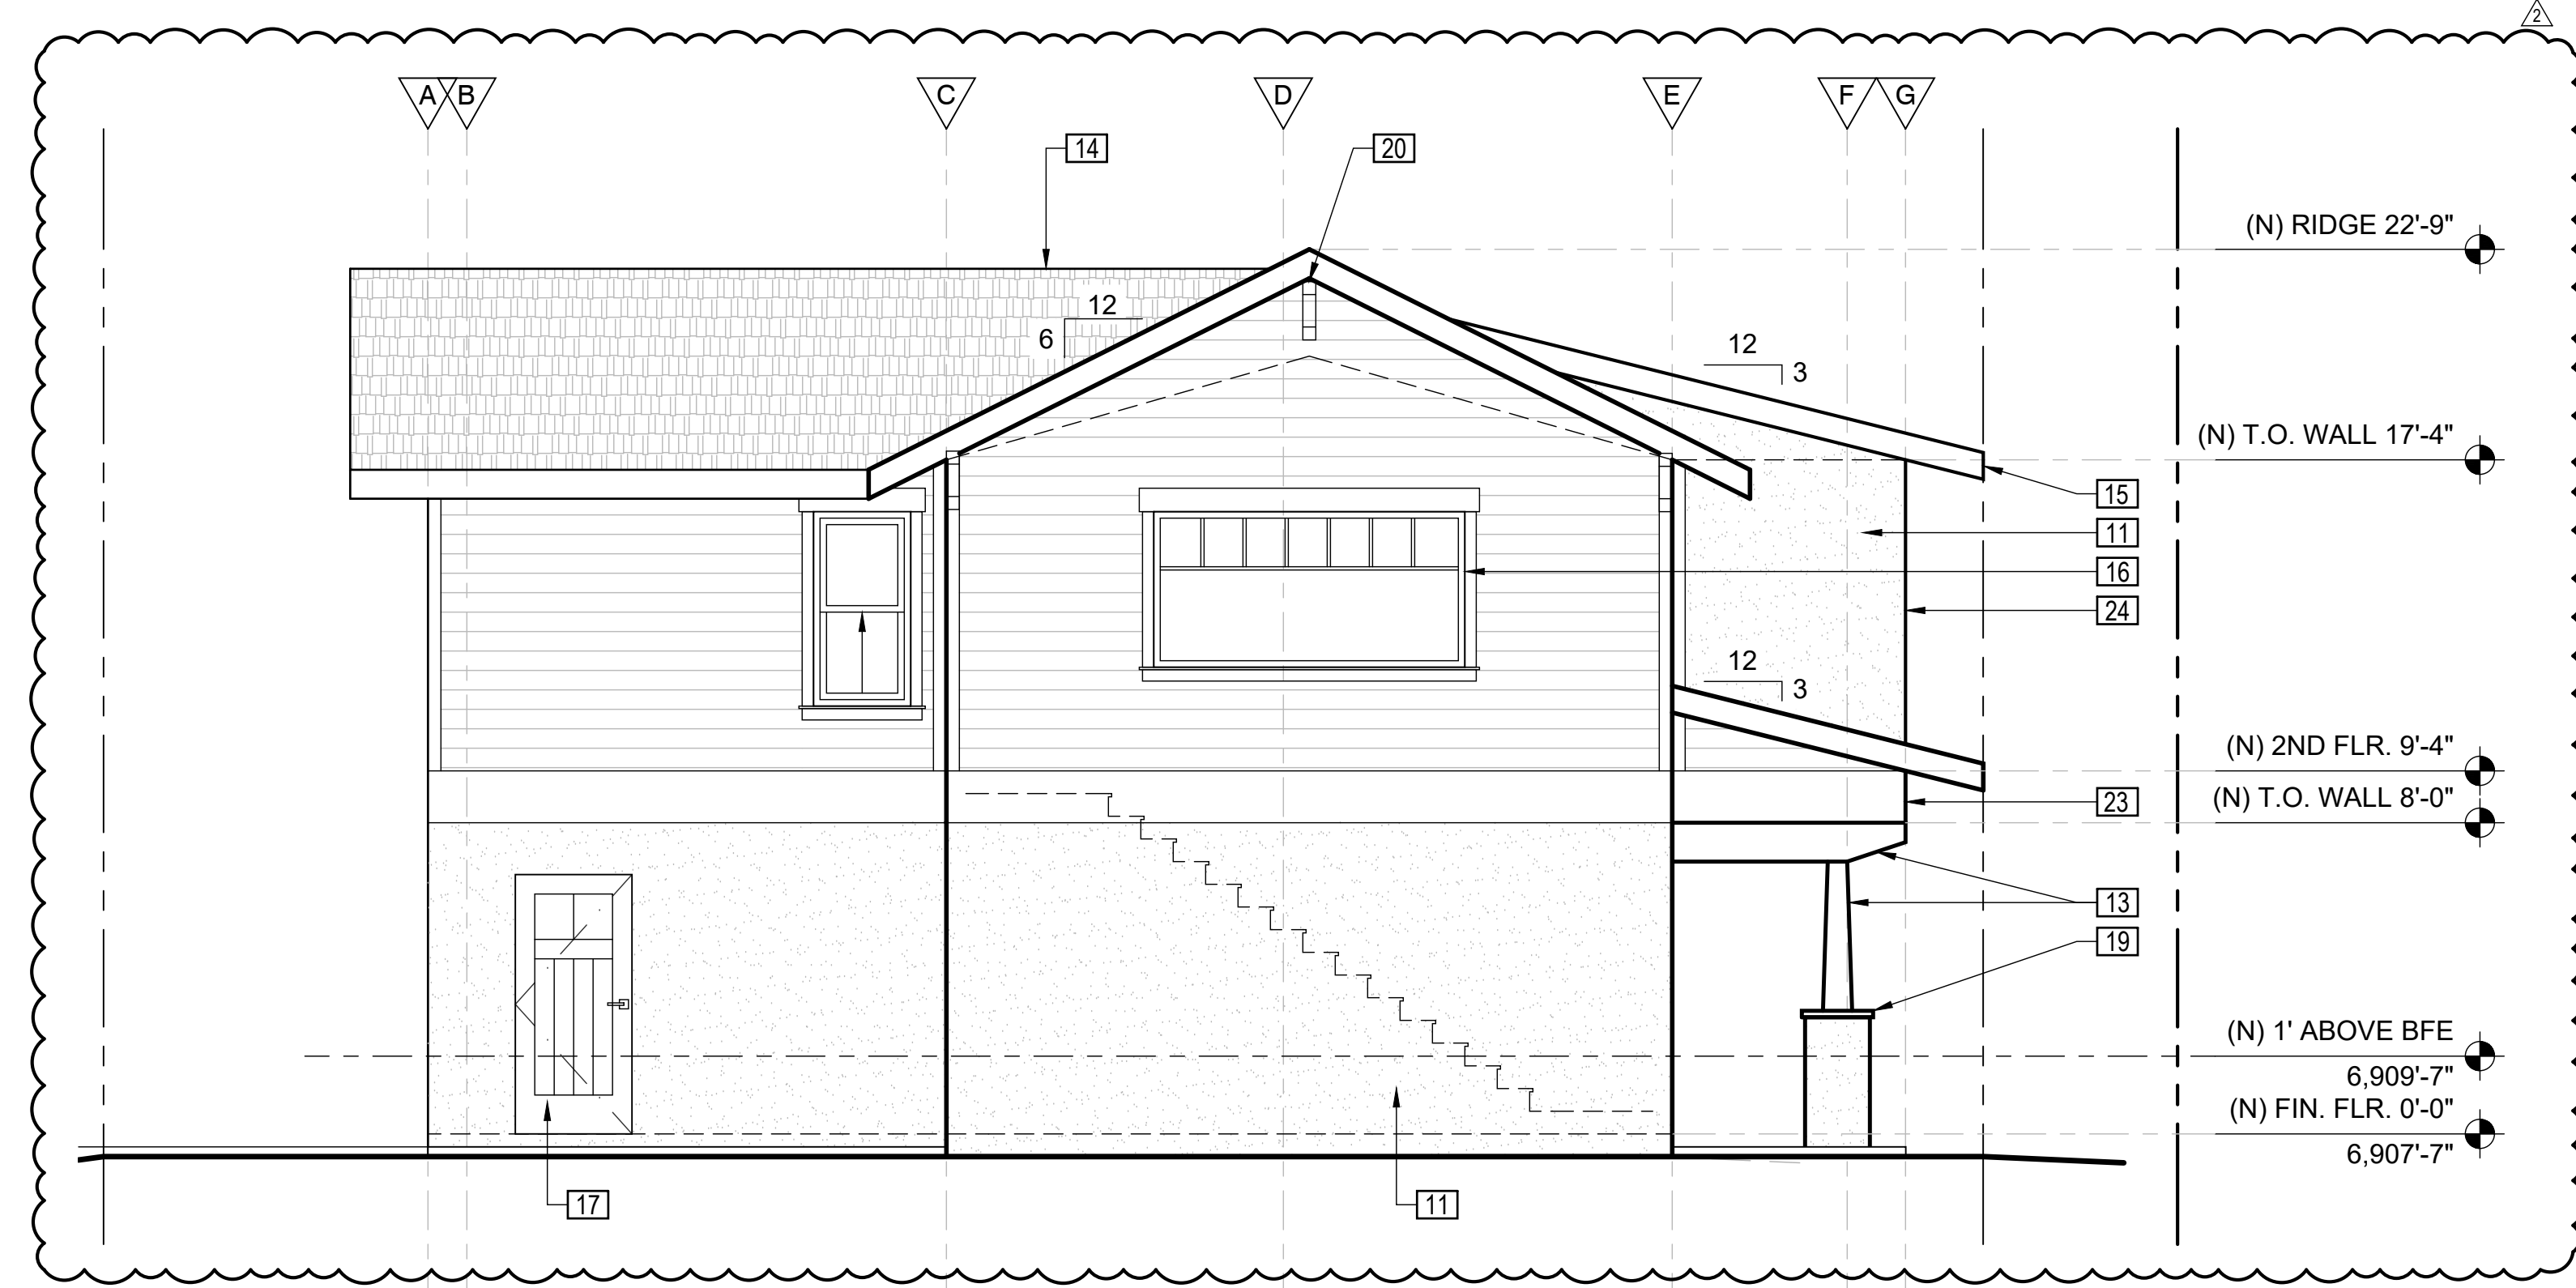 2
A B C D E F G
14
20
(N) RIDGE 22'-9"
12
6
12
3
(N) T.O. WALL 17'-4"
15
11
16
24
12
3
(N) 2ND FLR. 9'-4"
23
(N) T.O. WALL 8'-0"
13
19
(N) 1' ABOVE BFE
6,909'-7"
(N) FIN. FLR. 0'-0"
6,907'-7"
17
11